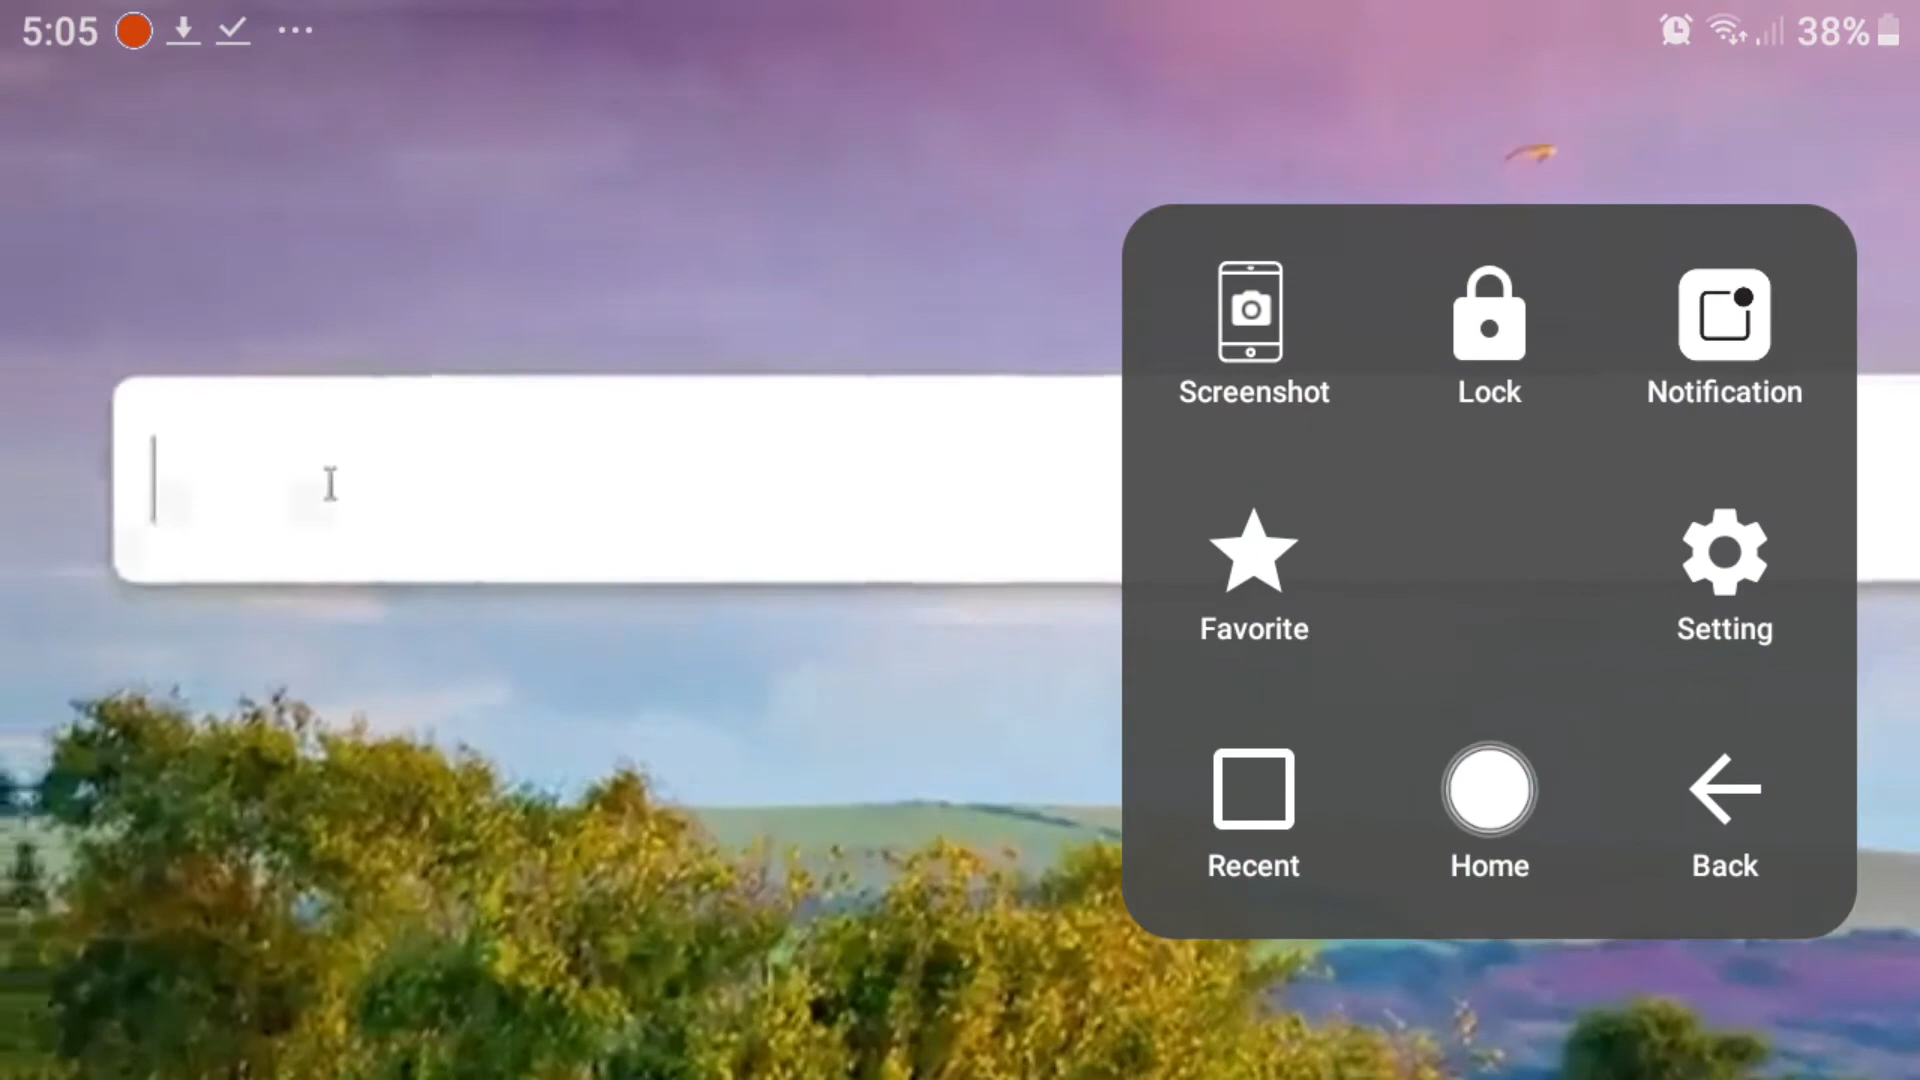 5:05 38%
Screenshot Lock Notification
Favorite Setting
Recent Home Back